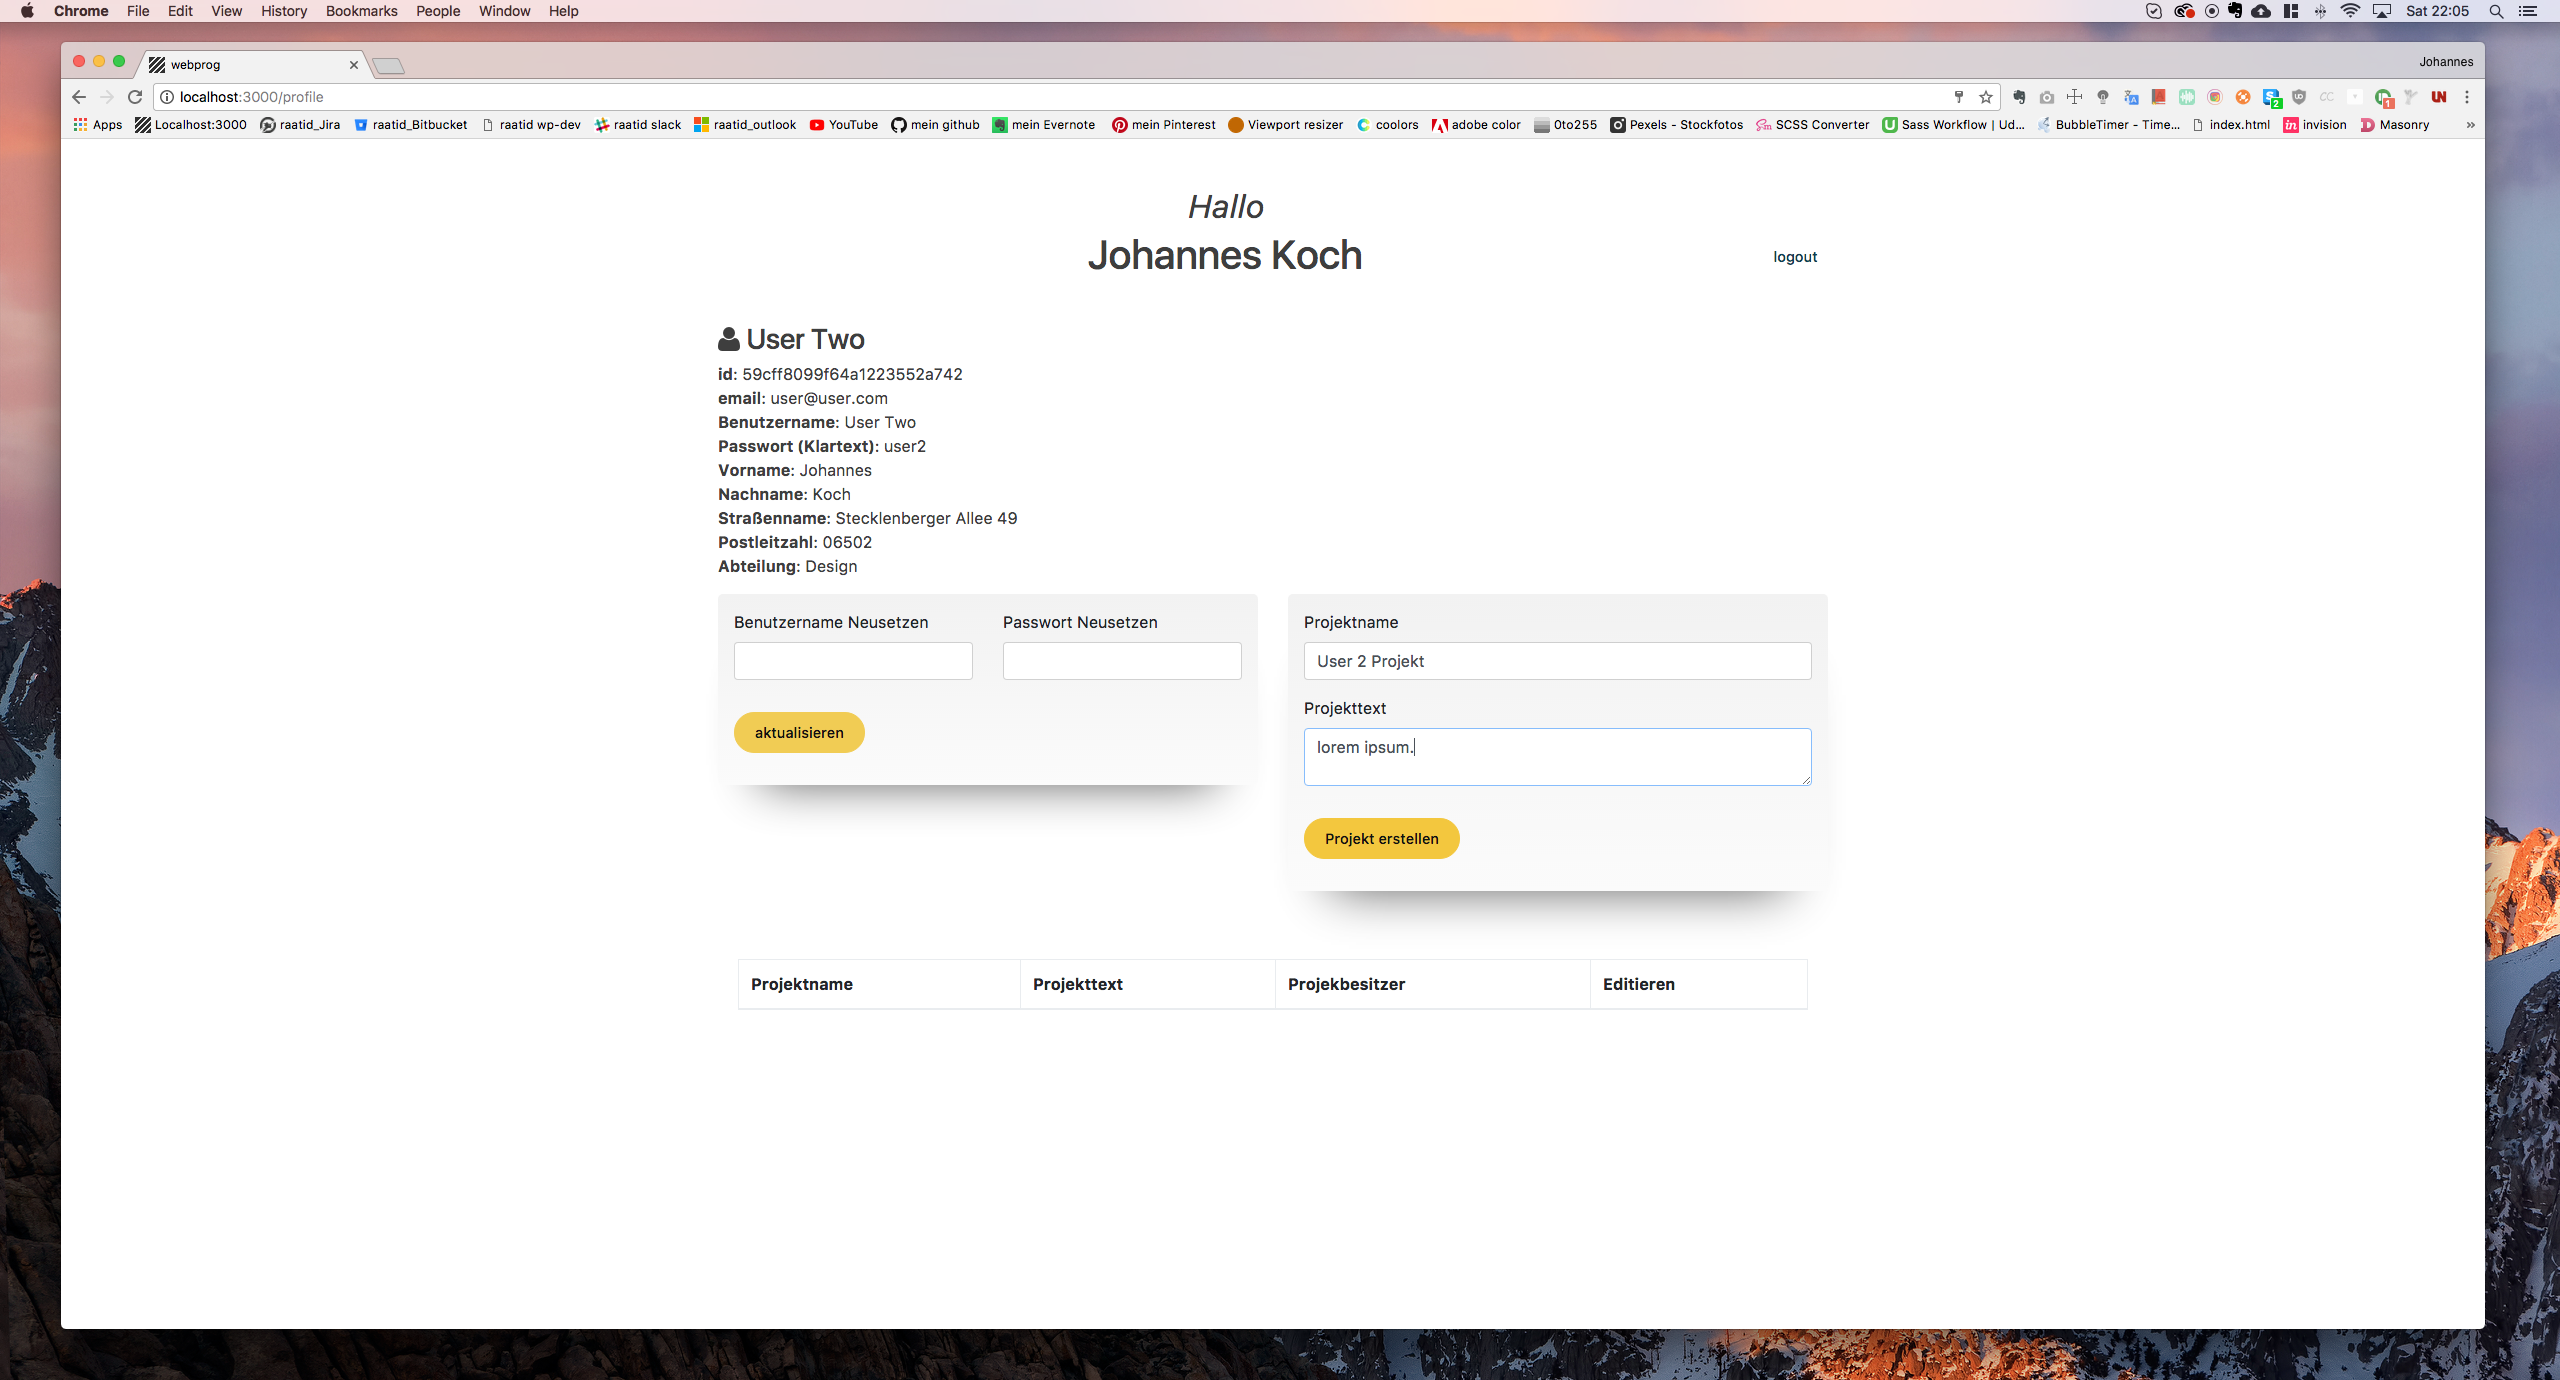 Chrome File Edit View History Bookmarks People Window Help Sat 22:05
webprog Johannes
localhost:3000/profile
Apps Localhost:3000 raatid_Jira raatid_Bitbucket raatid wp-dev raatid slack raatid_outlook YouTube mein github mein Evernote mein Pinterest Viewport resizer coolors adobe color 0to255 Pexels - Stockfotos SCSS Converter Sass Workflow | Ud... BubbleTimer - Time... index.html invision Masonry »
Hallo
Johannes Koch
logout
User Two
id: 59cff8099f64a1223552a742
email: user@user.com
Benutzername: User Two
Passwort (Klartext): user2
Vorname: Johannes
Nachname: Koch
Straßenname: Stecklenberger Allee 49
Postleitzahl: 06502
Abteilung: Design
Benutzername Neusetzen Passwort Neusetzen
aktualisieren
Projektname
User 2 Projekt
Projekttext
lorem ipsum.
Projekt erstellen
Projektname Projekttext Projekbesitzer Editieren